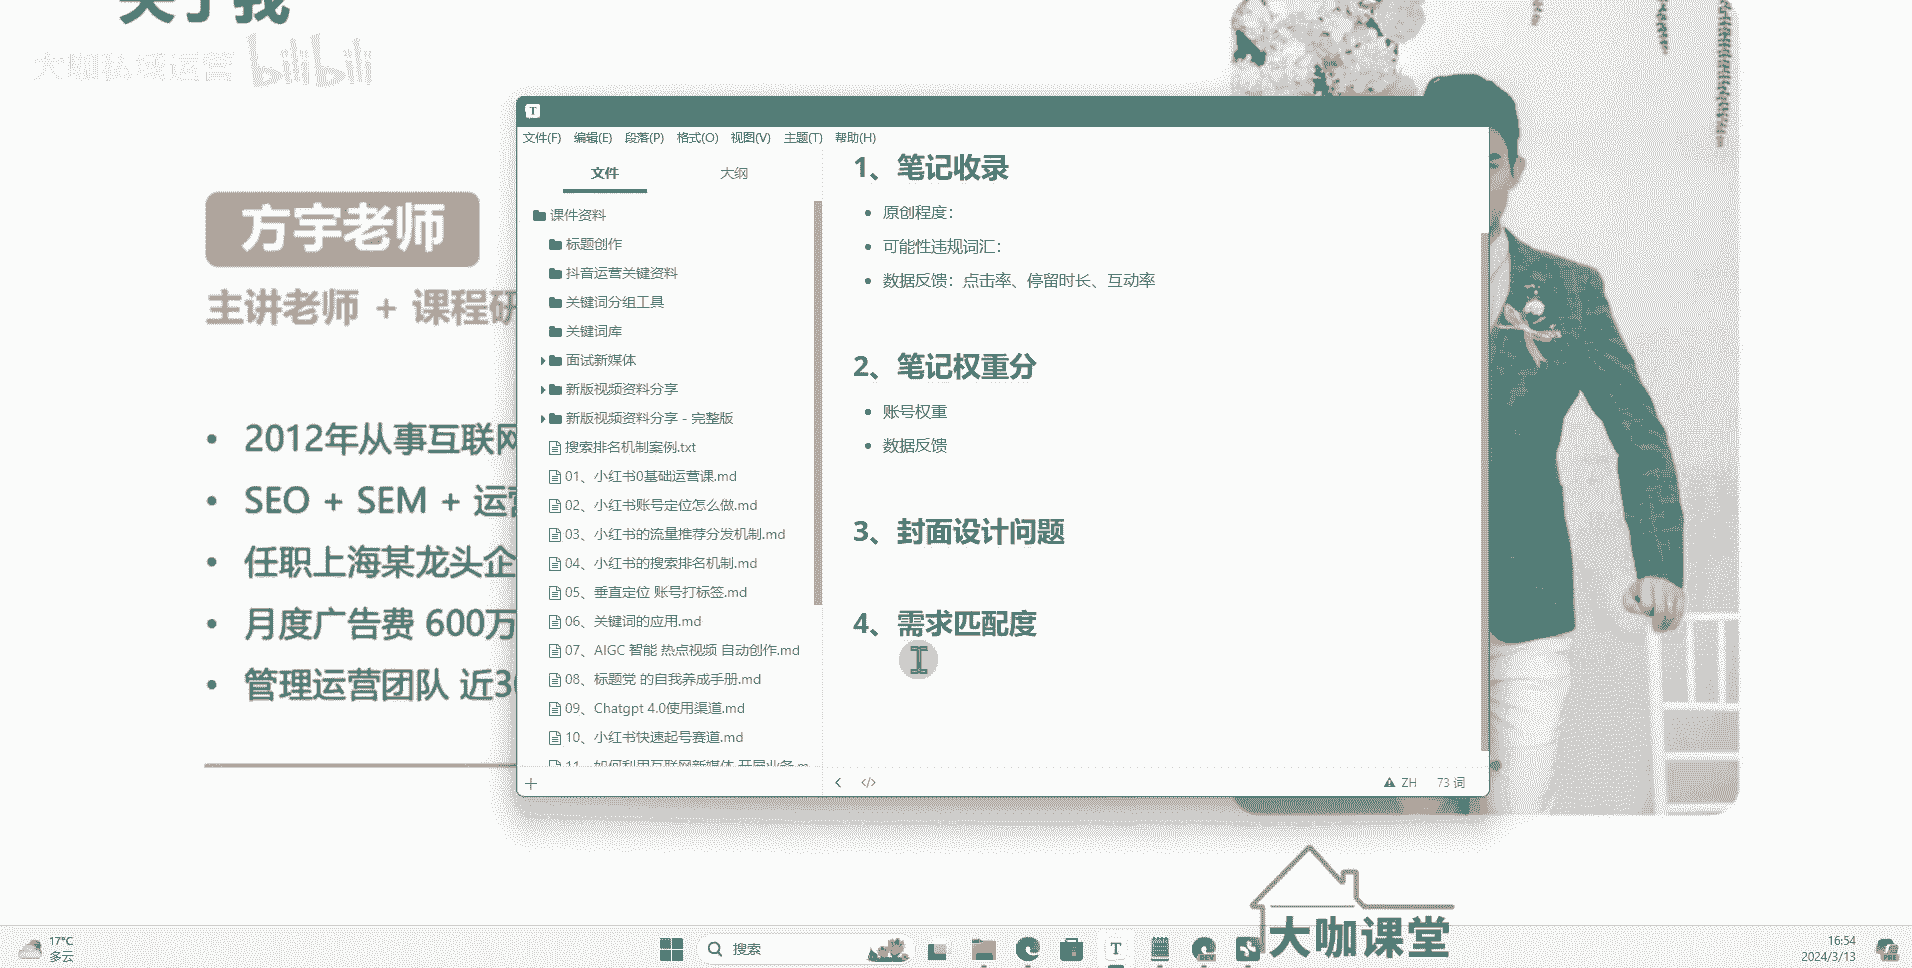 关于我
大咖私域运营 bilibili
方宇老师
主讲老师 + 课程研
2012年从事互联网
SEO + SEM + 运营
任职上海某龙头企
月度广告费 600万
管理运营团队 近30
T
文件(F) 编辑(E) 段落(P) 格式(O) 视图(V) 主题(T) 帮助(H)
文件 大纲
课件资料
标题创作
抖音运营关键资料
关键词分组工具
关键词库
面试新媒体
新版视频资料分享
新版视频资料分享 - 完整版
搜索排名机制案例.txt
01、小红书0基础运营课.md
02、小红书账号定位怎么做.md
03、小红书的流量推荐分发机制.md
04、小红书的搜索排名机制.md
05、垂直定位 账号打标签.md
06、关键词的应用.md
07、AIGC 智能 热点视频 自动创作.md
08、标题党 的自我养成手册.md
09、Chatgpt 4.0使用渠道.md
10、小红书快速起号赛道.md
11、如何利用互联网新媒体 开展业务.m
1、笔记收录
原创程度：
可能性违规词汇：
数据反馈：点击率、停留时长、互动率
2、笔记权重分
账号权重
数据反馈
3、封面设计问题
4、需求匹配度
ZH 73 词
大咖课堂
17°C
多云
搜索
T
DEV
16:54
2024/3/13
PRE